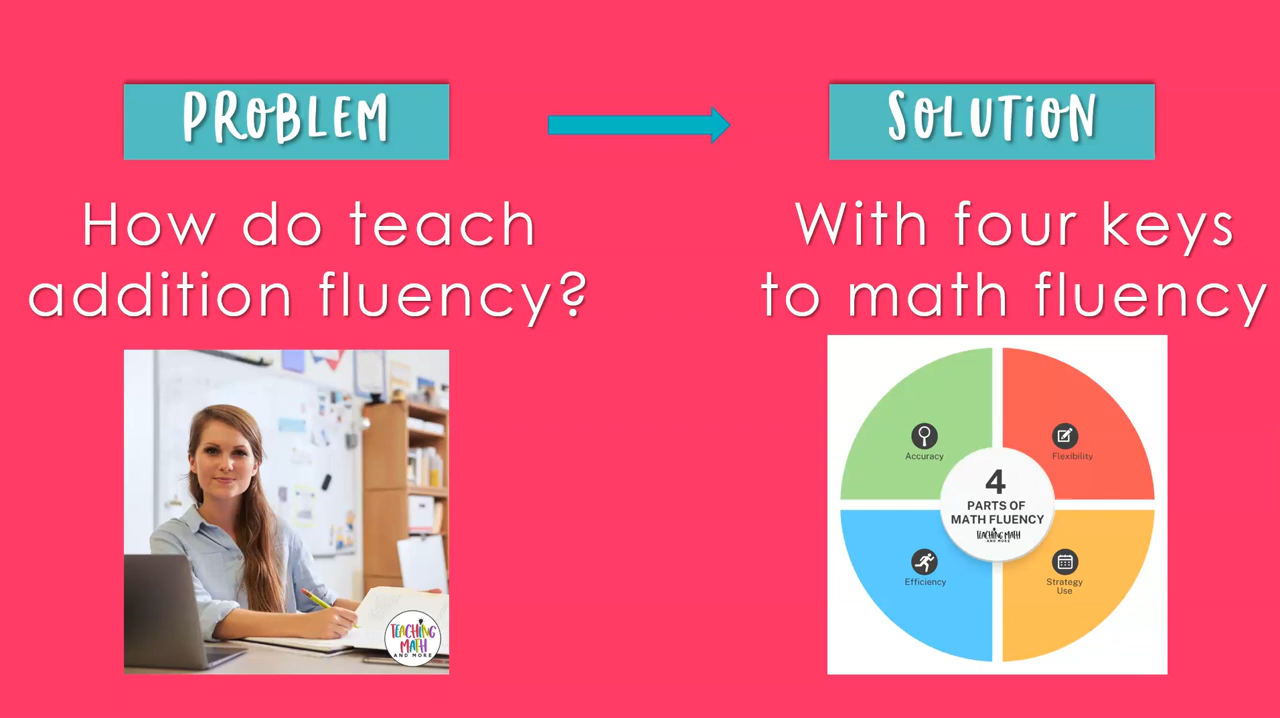 PROBLEM
SOLUTION
How do teach
addition fluency?
With four keys
to math fluency
TEACHING
MATH
AND MORE
Accuracy
Flexibility
4
PARTS OF
MATH FLUENCY
TEACHING MATH
AND MORE
Efficiency
Strategy
Use